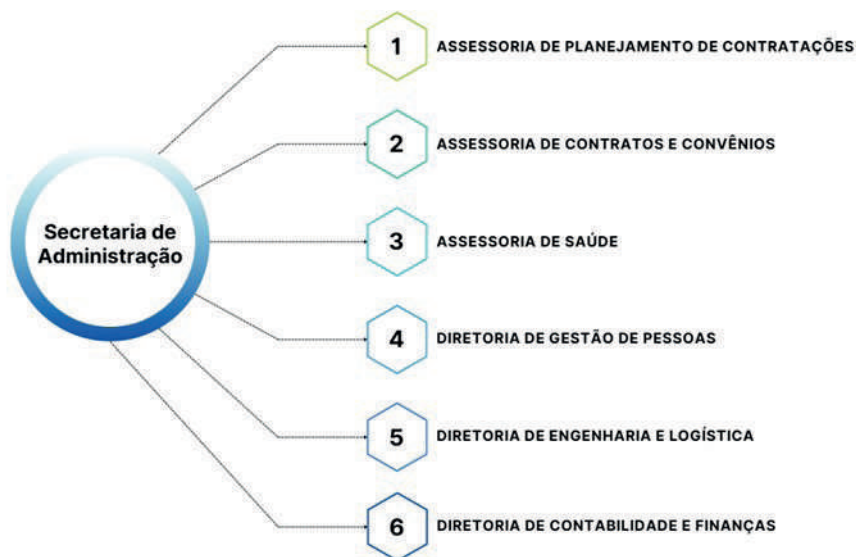 Secretaria de
Administração
1
ASSESSORIA DE PLANEJAMENTO DE CONTRATAÇÕES
2
ASSESSORIA DE CONTRATOS E CONVÊNIOS
3
ASSESSORIA DE SAÚDE
4
DIRETORIA DE GESTÃO DE PESSOAS
5
DIRETORIA DE ENGENHARIA E LOGÍSTICA
6
DIRETORIA DE CONTABILIDADE E FINANÇAS